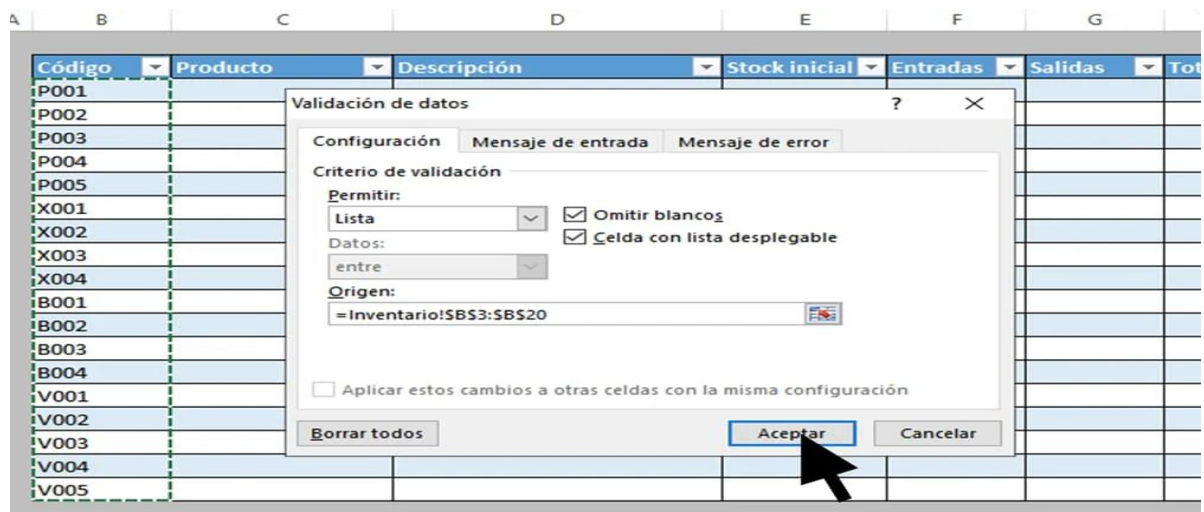 A B C D E F G
Código Producto Descripción Stock inicial Entradas Salidas Tot
P001
P002
P003
P004
P005
X001
X002
X003
X004
B001
B002
B003
B004
V001
V002
V003
V004
V005
Validación de datos ? 
Configuración Mensaje de entrada Mensaje de error
Criterio de validación
Permitir:
Lista Omitir blancos
Celda con lista desplegable
Datos:
entre
Origen:
=Inventario!$B$3:$B$20
Aplicar estos cambios a otras celdas con la misma configuración
Borrar todos Aceptar Cancelar